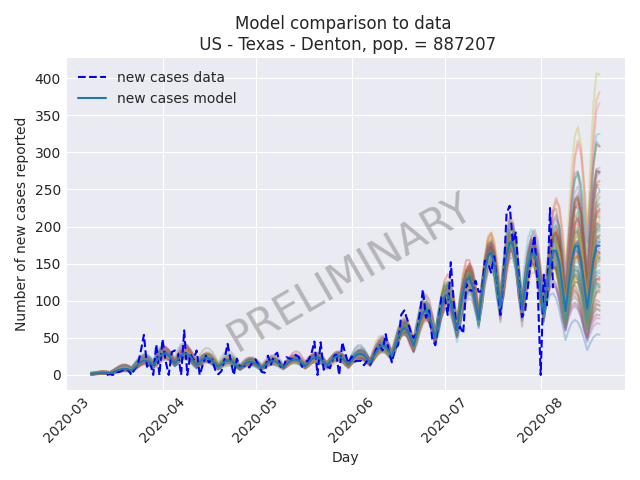 Model comparison to data
US - Texas - Denton, pop. = 887207
Number of new cases reported
400
350
300
250
200
150
100
50
0
new cases data
new cases model
PRELIMINARY
2020-03
2020-04
2020-05
2020-06
2020-07
2020-08
Day